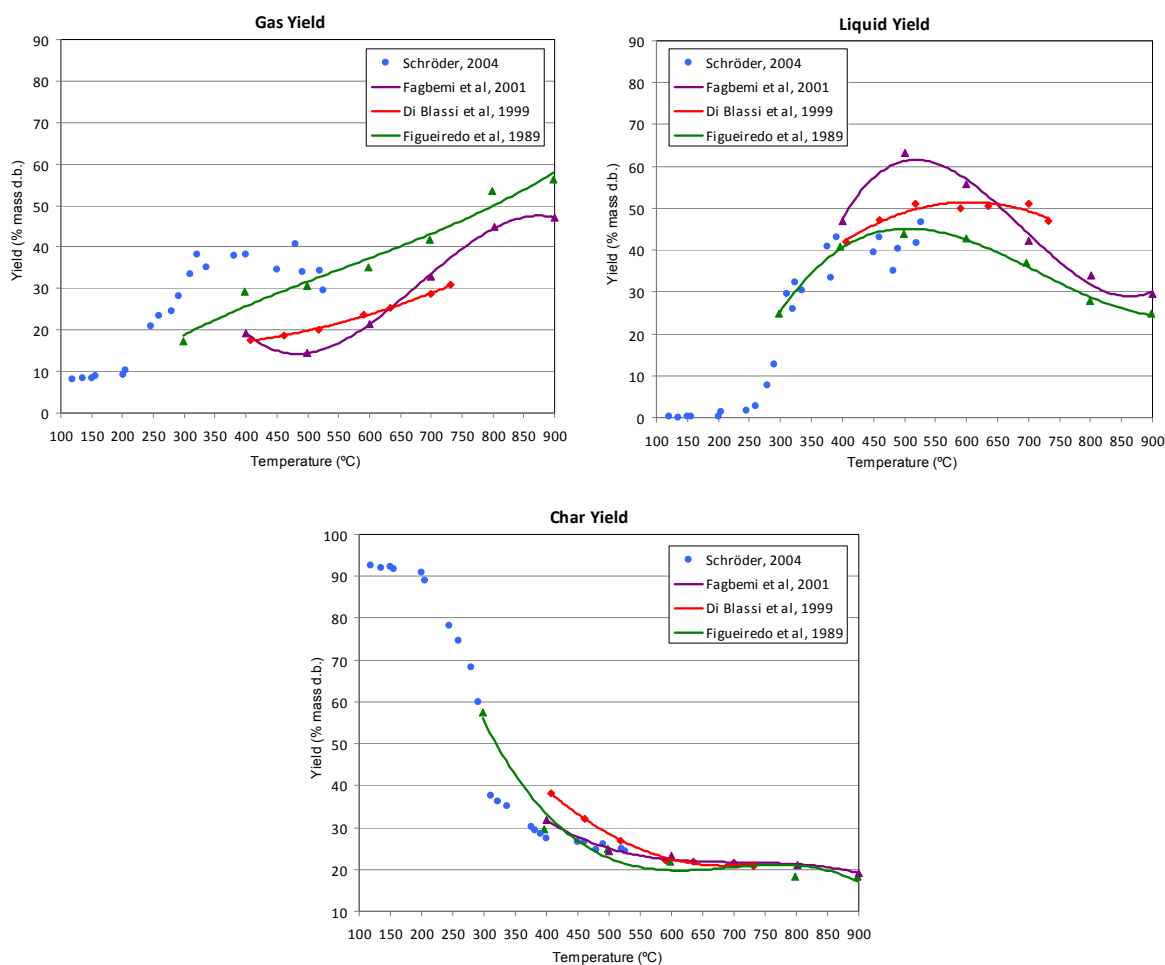 Gas Yield
90
80
70
60
50
40
30
20
10
0
Yield (% mass d.b.)
Schröder, 2004
Fagbemi et al, 2001
Di Blassi et al, 1999
Figueiredo et al, 1989
100 150 200 250 300 350 400 450 500 550 600 650 700 750 800 850 900
Temperature (ºC)
Liquid Yield
90
80
70
60
50
40
30
20
10
0
Yield (% mass d.b.)
Schröder, 2004
Fagbemi et al, 2001
Di Blassi et al, 1999
Figueiredo et al, 1989
100 150 200 250 300 350 400 450 500 550 600 650 700 750 800 850 900
Temperature (ºC)
Char Yield
100
90
80
70
60
50
40
30
20
10
Yield (% mass d.b.)
Schröder, 2004
Fagbemi et al, 2001
Di Blassi et al, 1999
Figueiredo et al, 1989
100 150 200 250 300 350 400 450 500 550 600 650 700 750 800 850 900
Temperature (ºC)